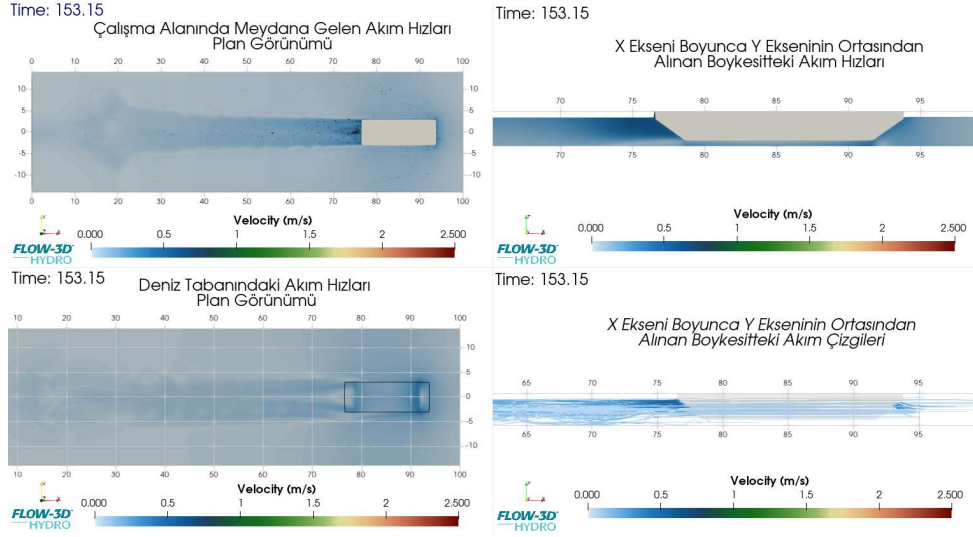 Time: 153.15
Çalışma Alanında Meydana Gelen Akım Hızları
Plan Görünümü
0 10 20 30 40 50 60 70 80 90 100
10
5
0
-5
-10
10
5
0
-5
-10
0 10 20 30 40 50 60 70 80 90 100
Velocity (m/s)
0.000 0.5 1 1.5 2 2.500
FLOW-3D
HYDRO
Time: 153.15
X Ekseni Boyunca Y Ekseninin Ortasından
Alınan Boykesitteki Akım Hızları
70 75 80 85 90 95
70 75 80 85 90 95
Velocity (m/s)
0.000 0.5 1 1.5 2 2.500
FLOW-3D
HYDRO
Time: 153.15
Deniz Tabanındaki Akım Hızları
Plan Görünümü
10 20 30 40 50 60 70 80 90 100
10
5
0
-5
-10
10 20 30 40 50 60 70 80 90 100
Velocity (m/s)
0.000 0.5 1 1.5 2 2.500
FLOW-3D
HYDRO
Time: 153.15
X Ekseni Boyunca Y Ekseninin Ortasından
Alınan Boykesitteki Akım Çizgileri
65 70 75 80 85 90 95
65 70 75 80 85 90 95
Velocity (m/s)
0.000 0.5 1 1.5 2 2.500
FLOW-3D
HYDRO